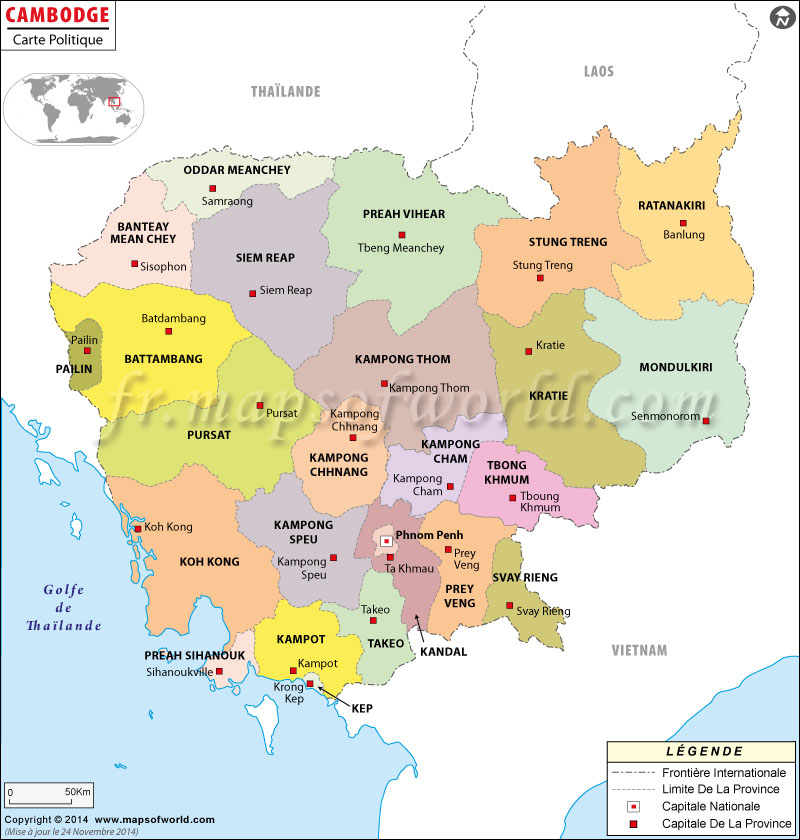 CAMBODGE
Carte Politique
N
THAÏLANDE
LAOS
ODDAR MEANCHEY
Samraong
BANTEAY
MEAN CHEY
Sisophon
SIEM REAP
Siem Reap
PREAH VIHEAR
Tbeng Meanchey
STUNG TRENG
Stung Treng
RATANAKIRI
Banlung
Batdambang
BATTAMBANG
Pailin
PAILIN
Pursat
PURSAT
KAMPONG THOM
Kampong Thom
Kratie
KRATIE
MONDULKIRI
Senmonorom
fr.mapsofworld.com
Kampong
Chhnang
KAMPONG
CHHNANG
KAMPONG
CHAM
Kampong
Cham
TBONG
KHMUM
Tboung
Khmum
Koh Kong
KOH KONG
KAMPONG
SPEU
Kampong
Speu
Phnom Penh
Ta Khmau
Prey
Veng
PREY
VENG
SVAY RIENG
Svay Rieng
Golfe
de
Thaïlande
Takeo
TAKEO
KANDAL
KAMPOT
Kampot
PREAH SIHANOUK
Sihanoukville
Krong
Kep
KEP
VIETNAM
LÉGENDE
Frontière Internationale
Limite De La Province
Capitale Nationale
Capitale De La Province
0 50Km
Copyright © 2014 www.mapsofworld.com
(Mise à jour le 24 Novembre 2014)